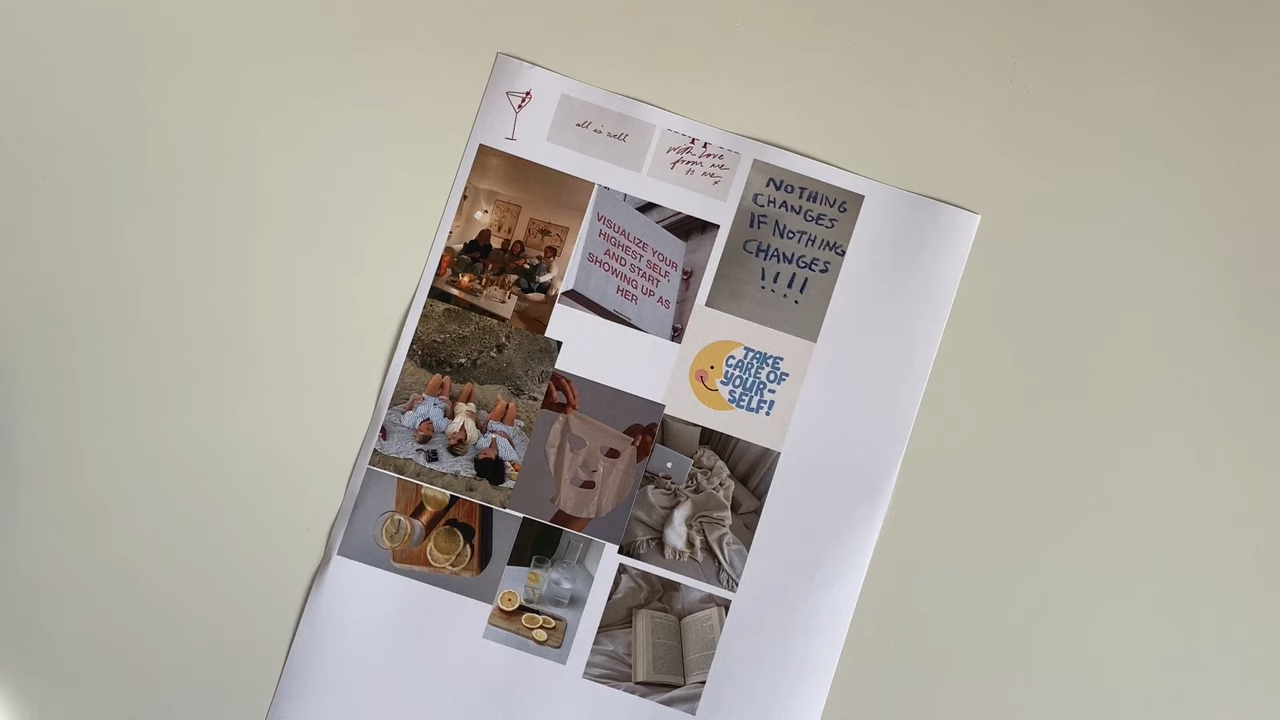 all is well
with love
from me
to me
x
NOTHING
CHANGES
IF NOTHING
CHANGES
!!!!
VISUALIZE YOUR
HIGHEST SELF,
AND START
SHOWING UP AS
HER
TAKE
CARE OF
YOUR-
SELF!